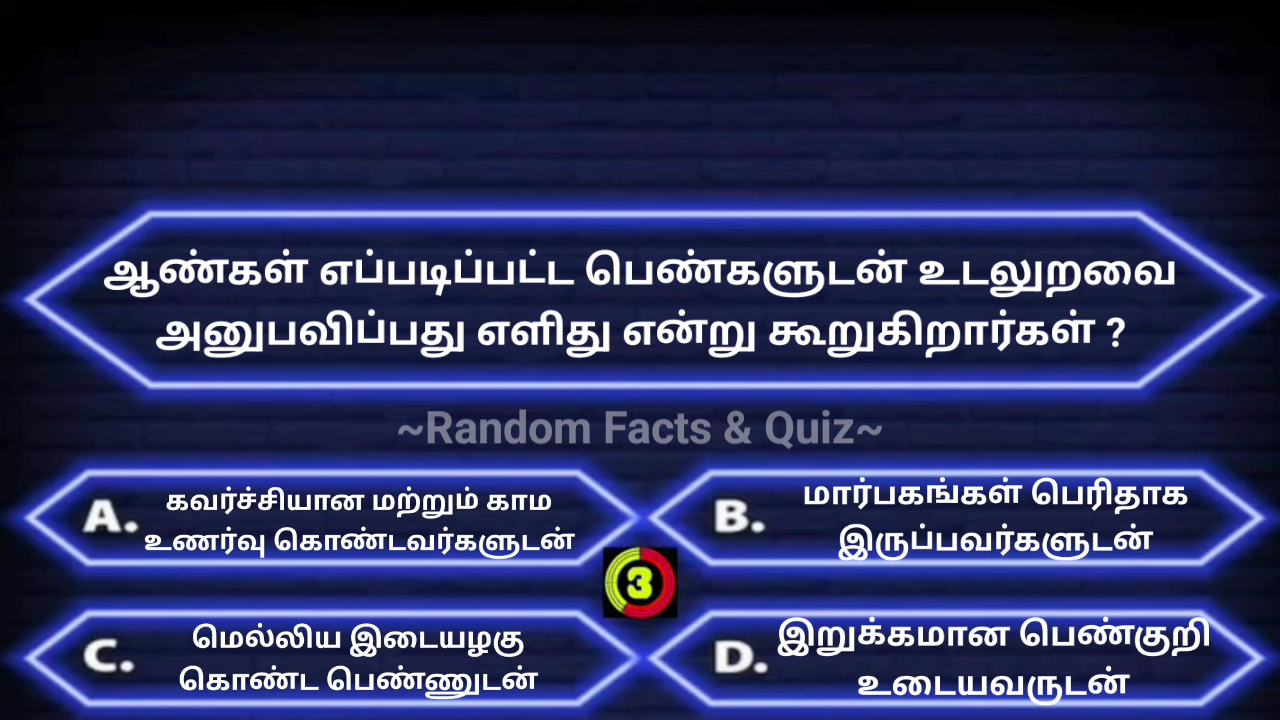 ஆண்கள் எப்படிப்பட்ட பெண்களுடன் உடலுறவை
அனுபவிப்பது எளிது என்று கூறுகிறார்கள் ?
~Random Facts & Quiz~
A. கவர்ச்சியான மற்றும் காம
உணர்வு கொண்டவர்களுடன்
B. மார்பகங்கள் பெரிதாக
இருப்பவர்களுடன்
3
C. மெல்லிய இடையழகு
கொண்ட பெண்ணுடன்
D. இறுக்கமான பெண்குறி
உடையவருடன்